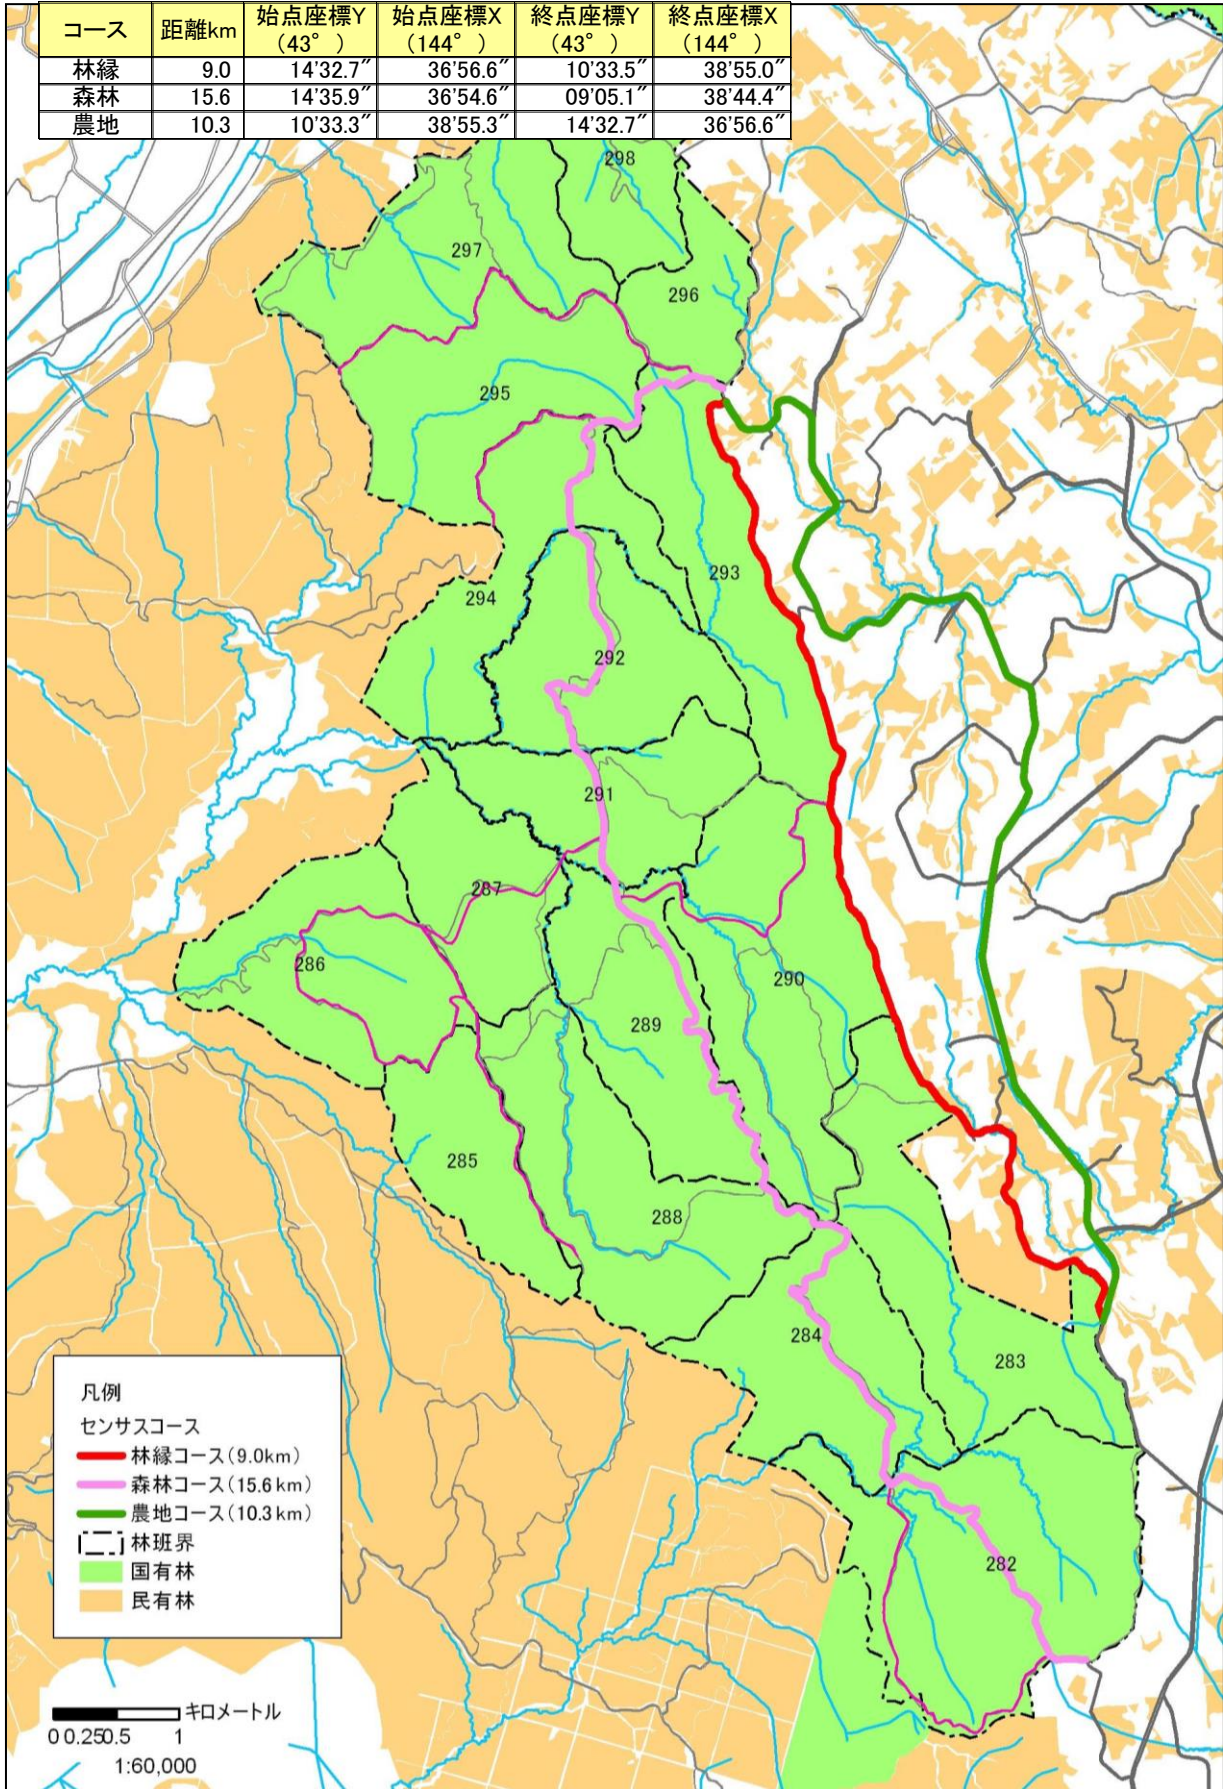 コース 距離km 始点座標Y (43°) 始点座標X (144°) 終点座標Y (43°) 終点座標X (144°)
林縁 9.0 14'32.7" 36'56.6" 10'33.5" 38'55.0"
森林 15.6 14'35.9" 36'54.6" 09'05.1" 38'44.4"
農地 10.3 10'33.3" 38'55.3" 14'32.7" 36'56.6"
298
297
296
295
293
294
292
291
287
286
290
289
285
288
284
283
282
凡例
センサスコース
林縁コース(9.0km)
森林コース(15.6km)
農地コース(10.3km)
林班界
国有林
民有林
キロメートル
0 0.25 0.5 1
1:60,000